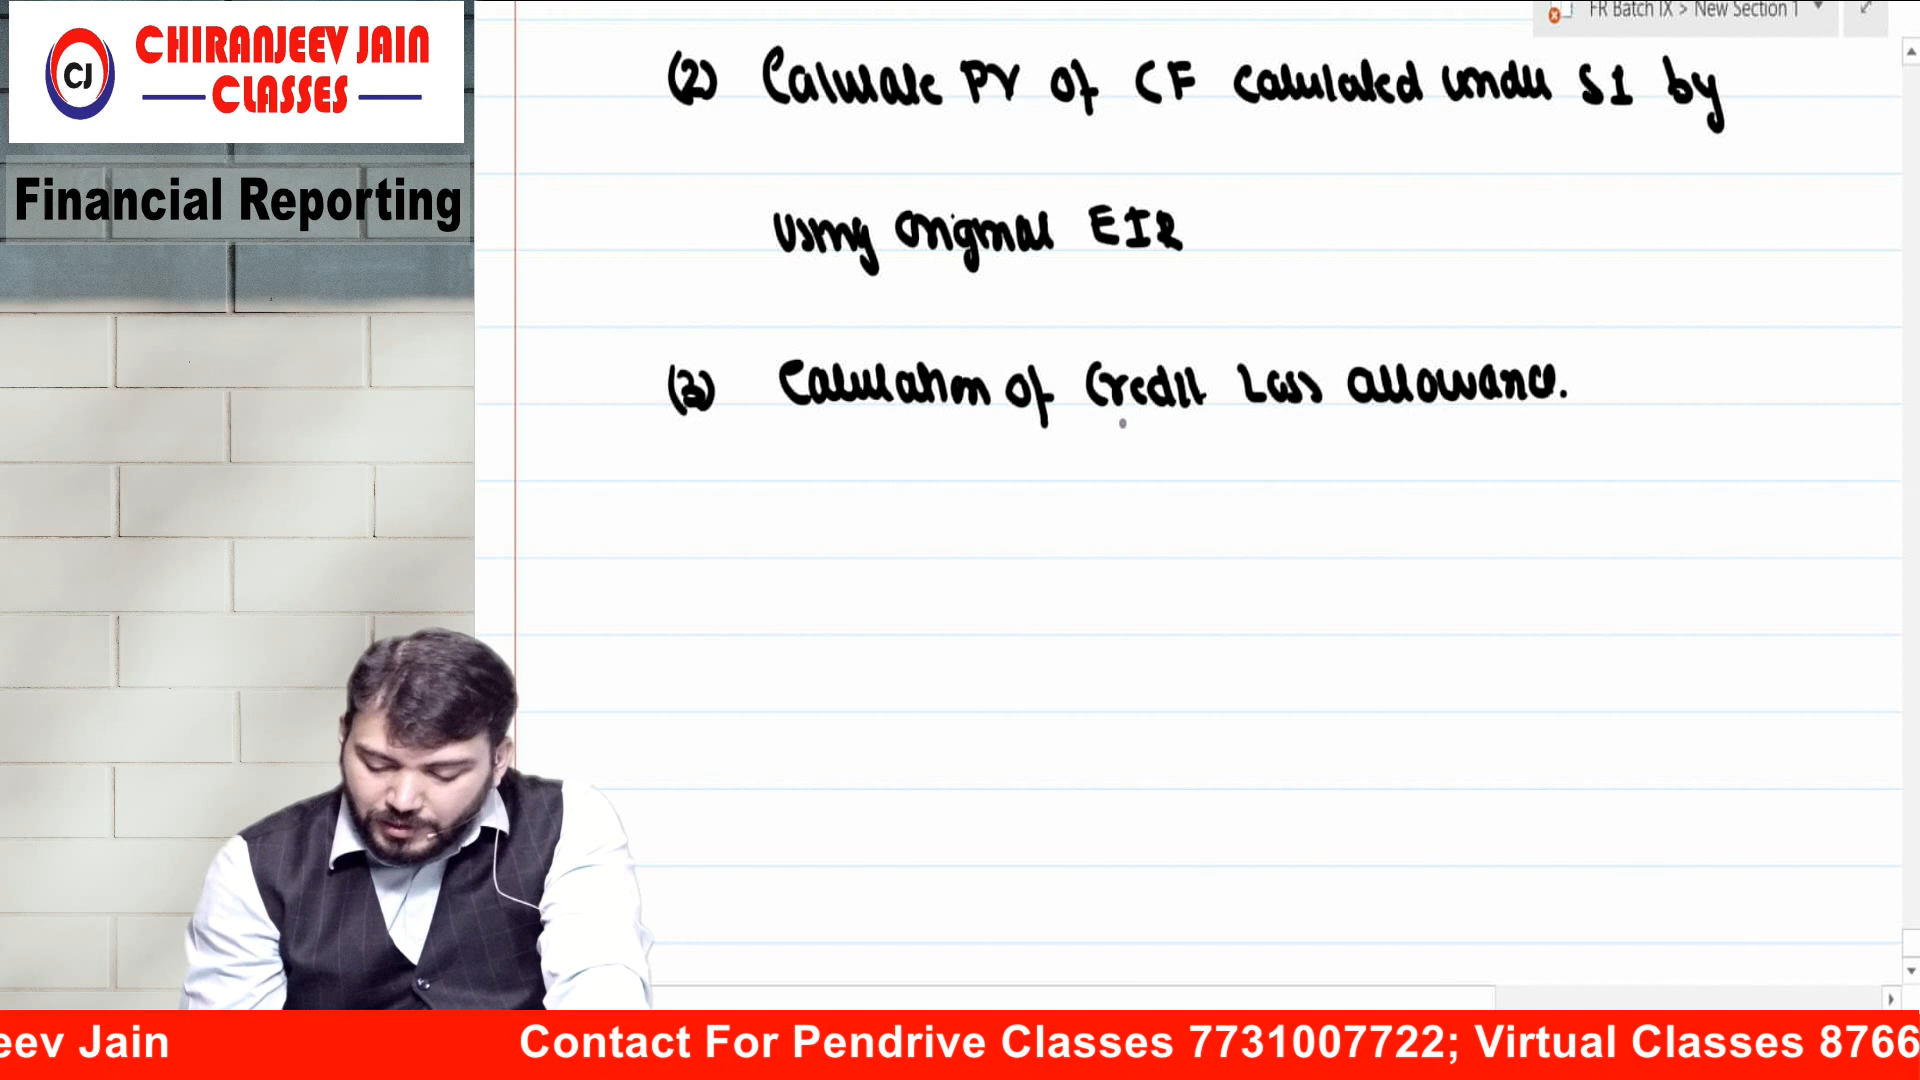 CHIRANJEEV JAIN
CJ
CLASSES
Financial Reporting
FR Batch IX > New Section 1
(2) Calculate PV of CF calculated under S1 by
using original EIR
(3) Calculation of Credit Loss allowance.
eev Jain Contact For Pendrive Classes 7731007722; Virtual Classes 8766